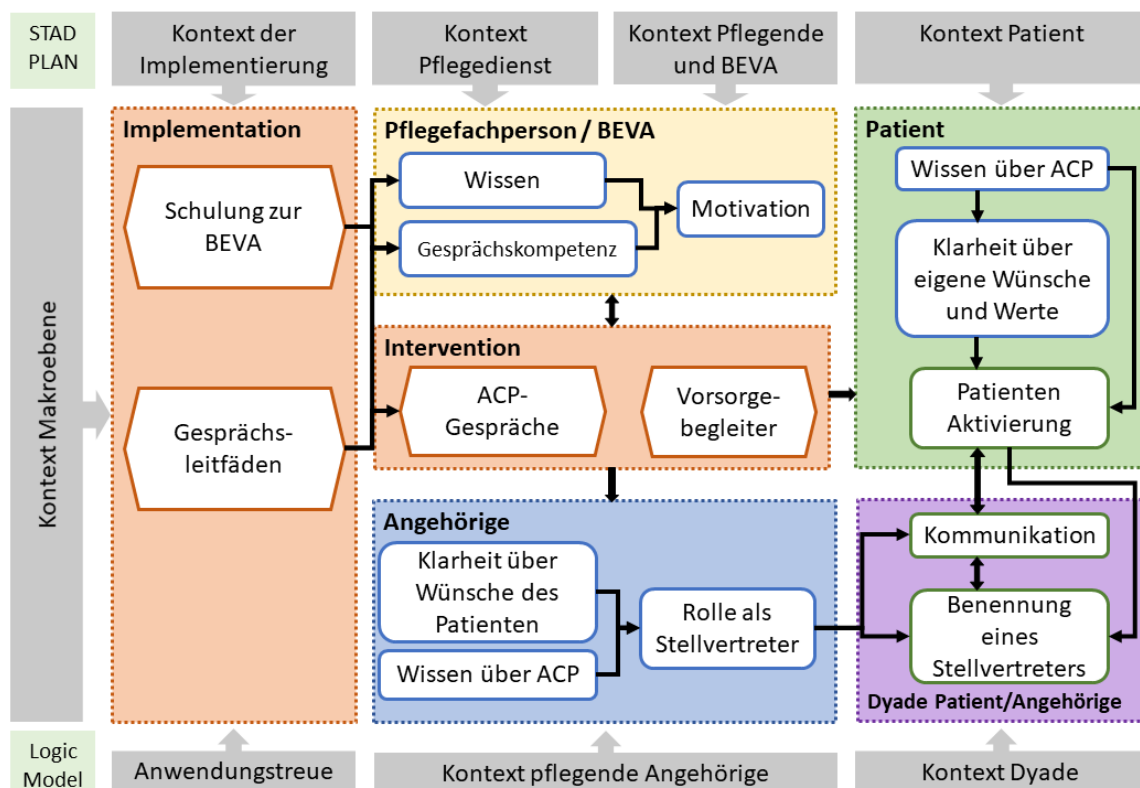 STAD
PLAN
Kontext der
Implementierung
Kontext
Pflegedienst
Kontext Pflegende
und BEVA
Kontext Patient
Kontext Makroebene
Implementation
Schulung zur
BEVA
Gesprächs-
leitfäden
Pflegefachperson / BEVA
Wissen
Gesprächskompetenz
Motivation
Intervention
ACP-
Gespräche
Vorsorge-
begleiter
Angehörige
Klarheit über
Wünsche des
Patienten
Wissen über ACP
Rolle als
Stellvertreter
Patient
Wissen über ACP
Klarheit über
eigene Wünsche
und Werte
Patienten
Aktivierung
Kommunikation
Benennung
eines
Stellvertreters
Dyade Patient/Angehörige
Logic
Model
Anwendungstreue
Kontext pflegende Angehörige
Kontext Dyade